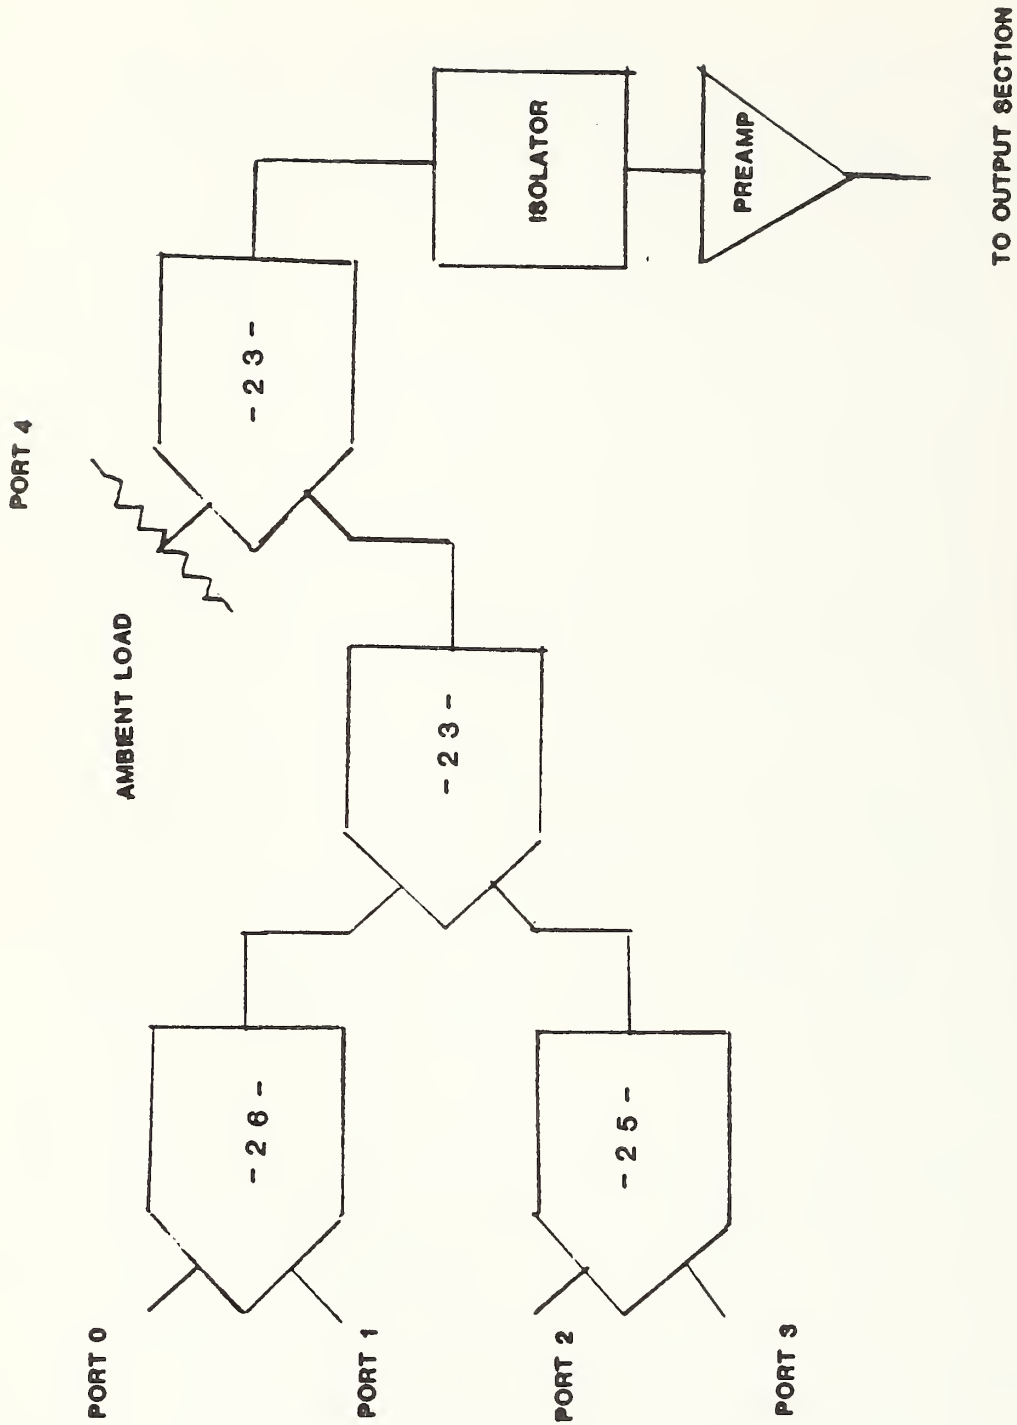 PORT 4
AMBIENT LOAD
- 2 3 -
ISOLATOR
PREAMP
TO OUTPUT SECTION
- 2 3 -
- 2 6 -
- 2 5 -
PORT 0
PORT 1
PORT 2
PORT 3